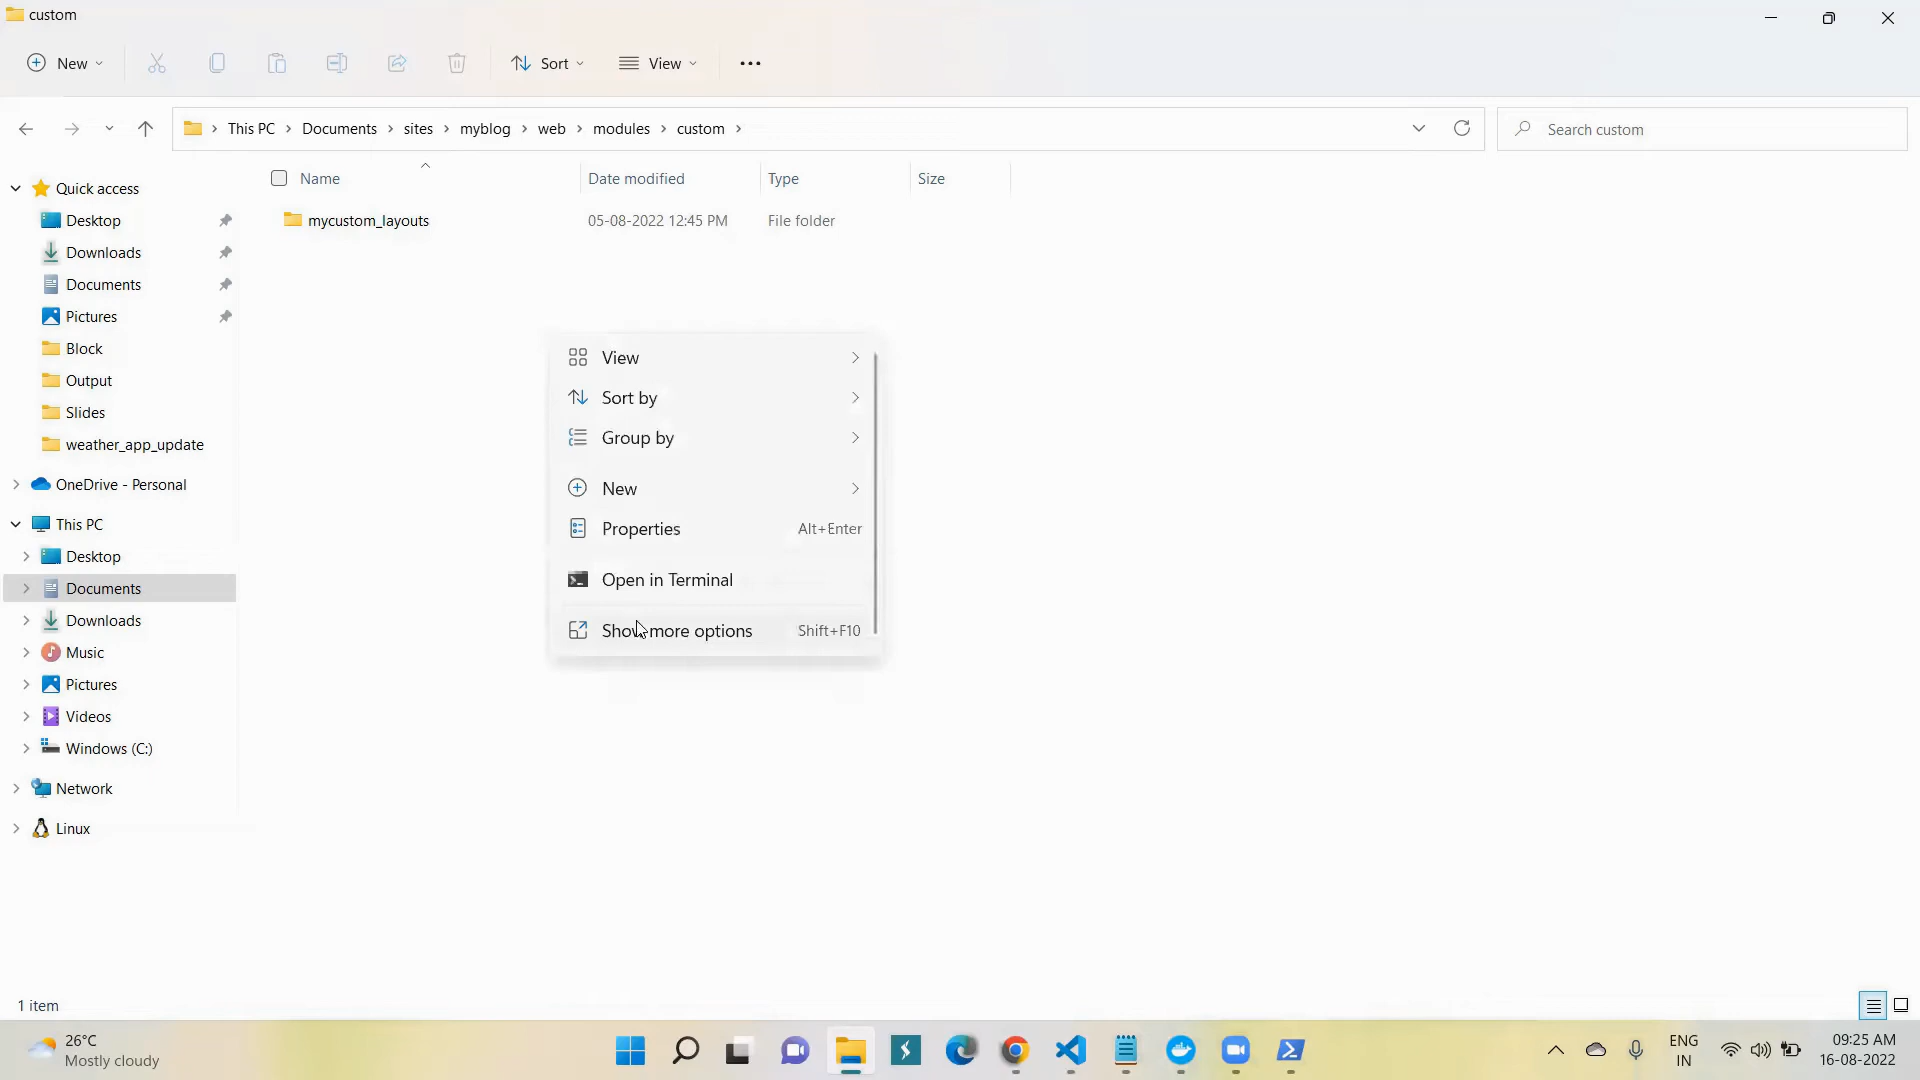 custom
New
Sort
View
This PC
Documents
sites
myblog
web
modules
custom
Search custom
Name
Date modified
Type
Size
mycustom_layouts
05-08-2022 12:45 PM
File folder
Quick access
Desktop
Downloads
Documents
Pictures
Block
Output
Slides
weather_app_update
OneDrive - Personal
This PC
Desktop
Documents
Downloads
Music
Pictures
Videos
Windows (C:)
Network
Linux
View
Sort by
Group by
New
Properties Alt+Enter
Open in Terminal
Show more options Shift+F10
1 item
26°C
Mostly cloudy
ENG
IN
09:25 AM
16-08-2022